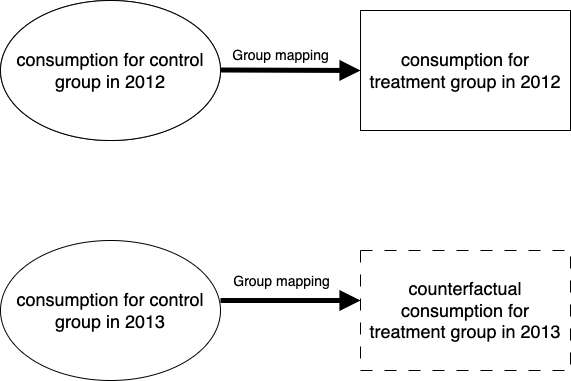 consumption for control
group in 2012
Group mapping
consumption for
treatment group in 2012
consumption for control
group in 2013
Group mapping
counterfactual
consumption for
treatment group in 2013